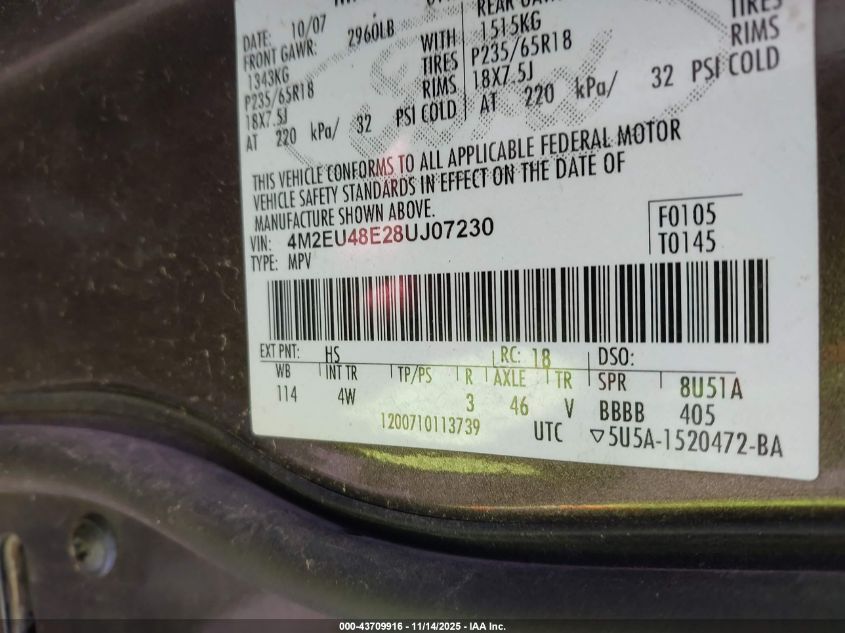 DATE: 10/07
FRONT GAWR: 2960LB
1343KG WITH
P235/65R18 TIRES
18X7.5J RIMS
AT 220 kPa/ 32 PSI COLD
REAR GAWR
1515KG
P235/65R18 TIRES
18X7.5J RIMS
AT 220 kPa/ 32 PSI COLD
THIS VEHICLE CONFORMS TO ALL APPLICABLE FEDERAL MOTOR
VEHICLE SAFETY STANDARDS IN EFFECT ON THE DATE OF
MANUFACTURE SHOWN ABOVE.
VIN: 4M2EU48E28UJ07230
TYPE: MPV
F0105
T0145
EXT PNT: HS RC: 18 DSO:
WB INT TR TP/PS R AXLE TR SPR 8U51A
114 4W 3 46 V BBBB 405
1200710113739 UTC ▽5U5A-1520472-BA
000-43709916 - 11/14/2025 - IAA Inc.